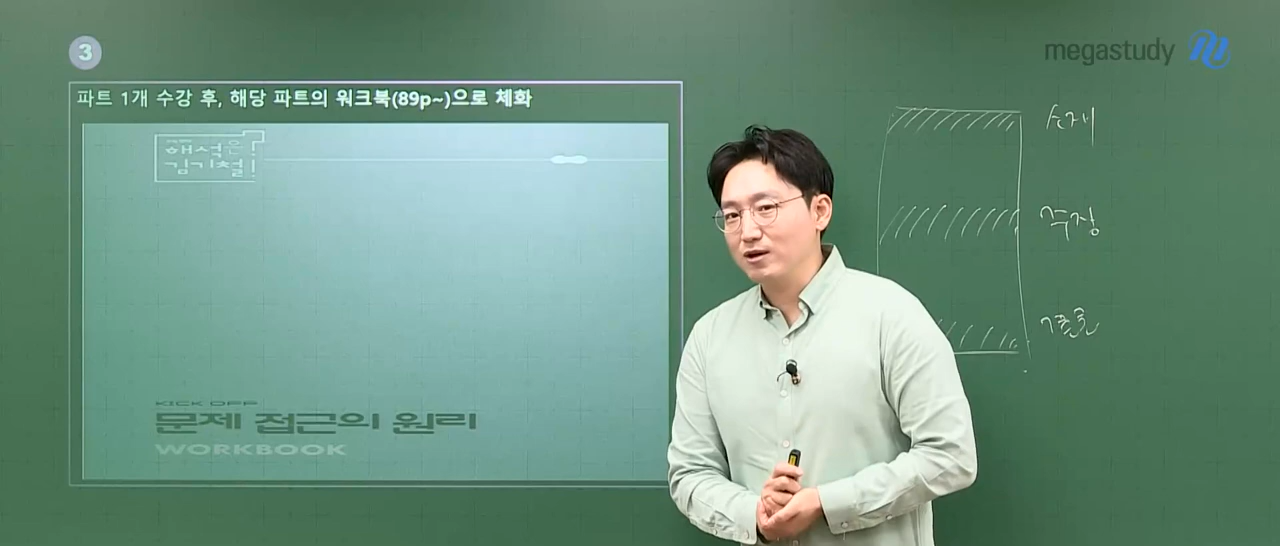 3
megastudy
파트 1개 수강 후, 해당 파트의 워크북(89p~)으로 체화
해석은!
김기철!
소재
주장
결론
KICK OFF
문제 접근의 원리
WORKBOOK